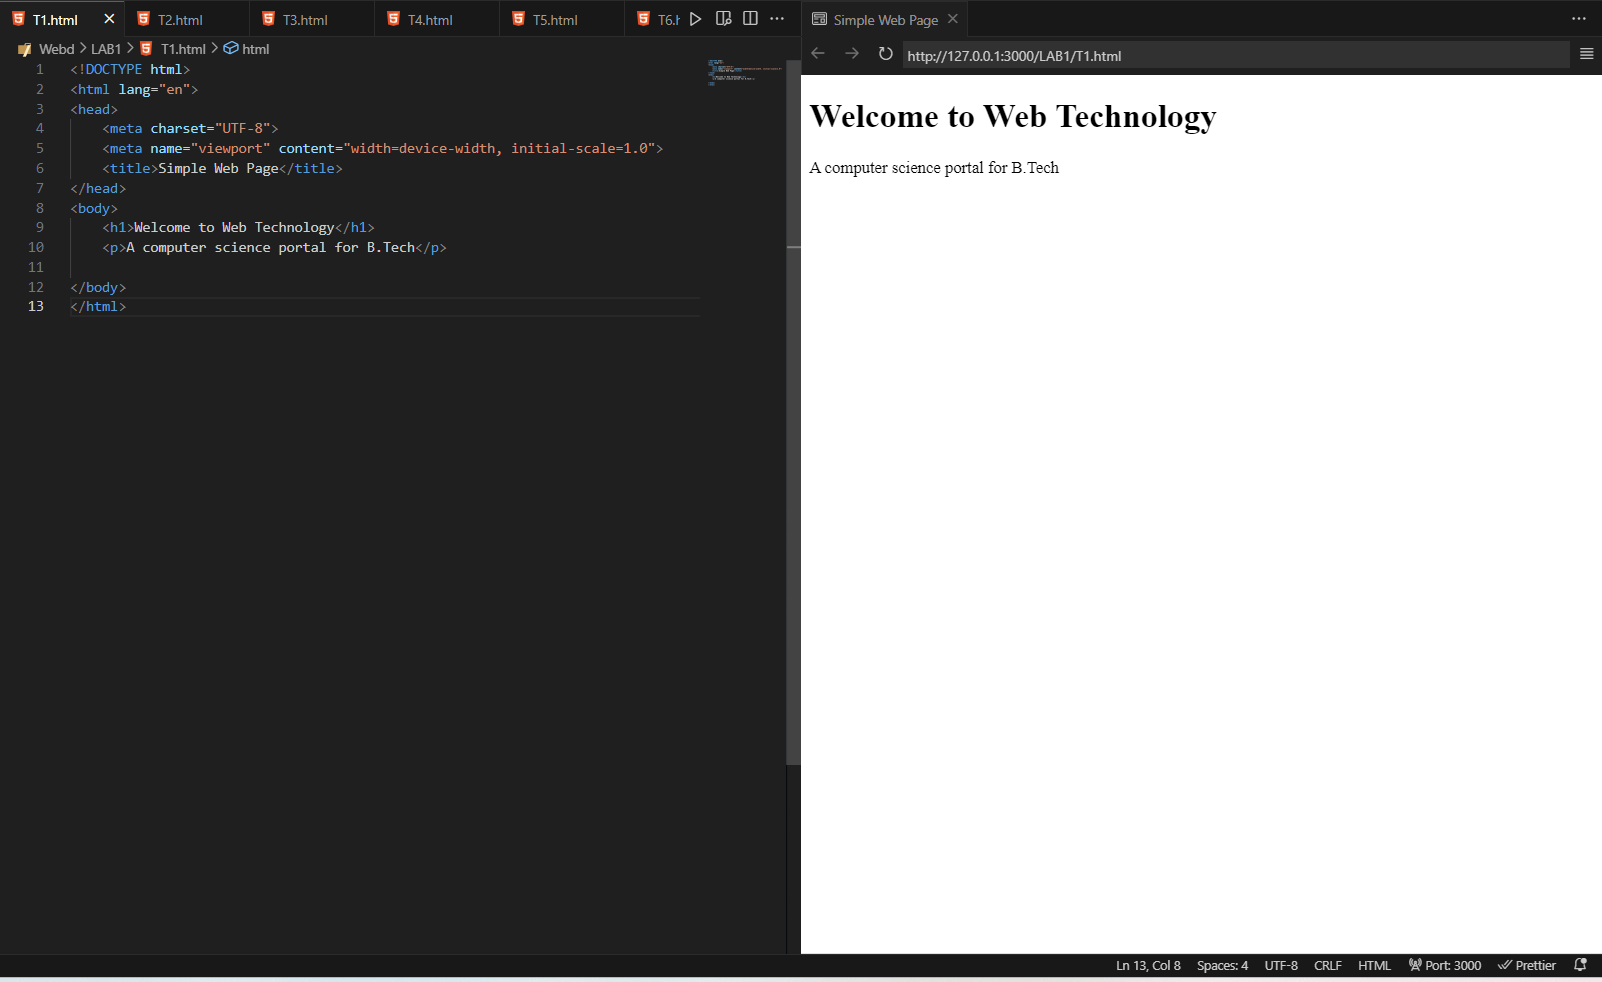 T1.html T2.html T3.html T4.html T5.html T6.h
Webd > LAB1 > T1.html > html
1 <!DOCTYPE html>
2 <html lang="en">
3 <head>
4     <meta charset="UTF-8">
5     <meta name="viewport" content="width=device-width, initial-scale=1.0">
6     <title>Simple Web Page</title>
7 </head>
8 <body>
9     <h1>Welcome to Web Technology</h1>
10     <p>A computer science portal for B.Tech</p>
11
12 </body>
13 </html>
Simple Web Page
http://127.0.0.1:3000/LAB1/T1.html
Welcome to Web Technology
A computer science portal for B.Tech
Ln 13, Col 8 Spaces: 4 UTF-8 CRLF HTML Port: 3000 Prettier